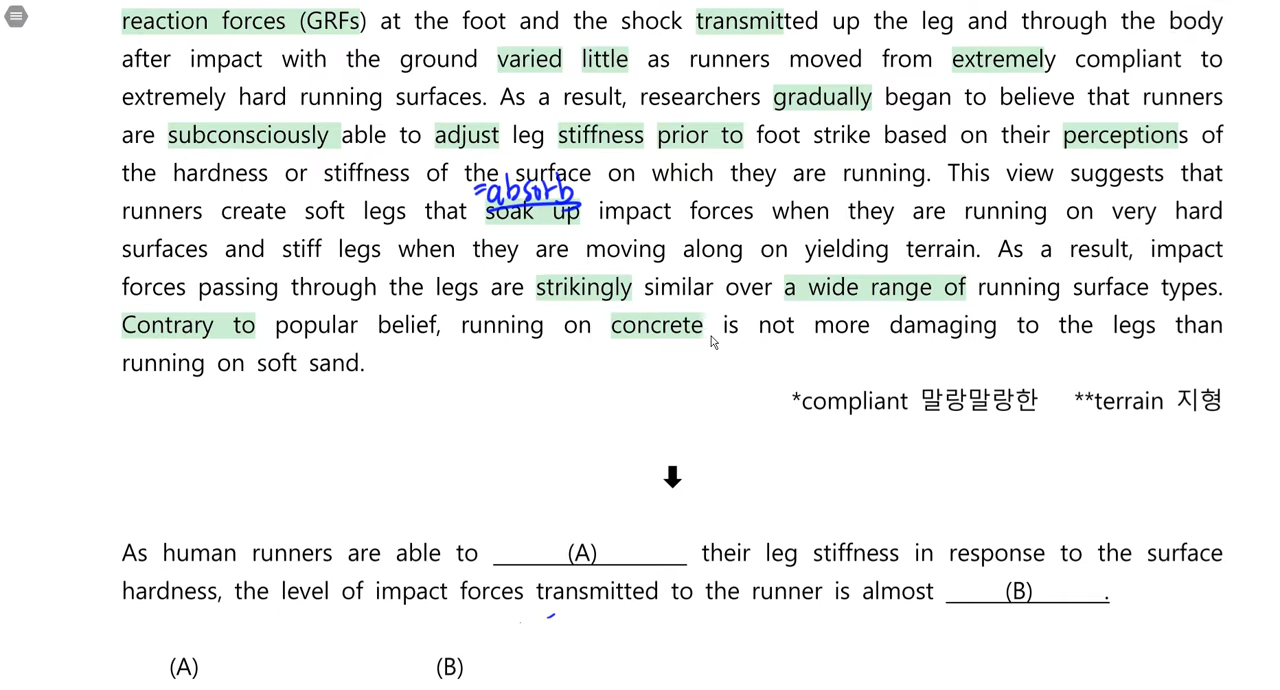 reaction forces (GRFs) at the foot and the shock transmitted up the leg and through the body
after impact with the ground varied little as runners moved from extremely compliant to
extremely hard running surfaces. As a result, researchers gradually began to believe that runners
are subconsciously able to adjust leg stiffness prior to foot strike based on their perceptions of
the hardness or stiffness of the surface on which they are running. This view suggests that
=absorb
runners create soft legs that soak up impact forces when they are running on very hard
surfaces and stiff legs when they are moving along on yielding terrain. As a result, impact
forces passing through the legs are strikingly similar over a wide range of running surface types.
Contrary to popular belief, running on concrete is not more damaging to the legs than
running on soft sand.
*compliant 말랑말랑한 **terrain 지형
As human runners are able to (A) their leg stiffness in response to the surface
hardness, the level of impact forces transmitted to the runner is almost (B) .
(A) (B)